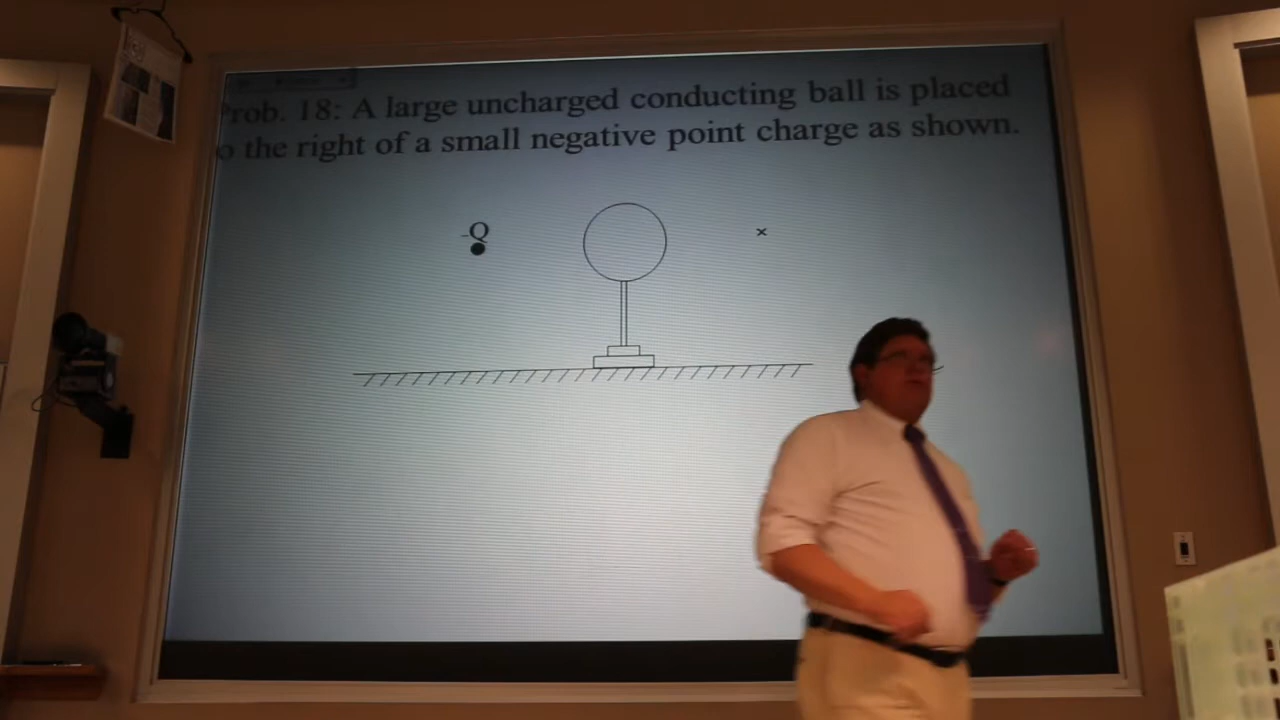 rob. 18: A large uncharged conducting ball is placed
o the right of a small negative point charge as shown.
-Q
×